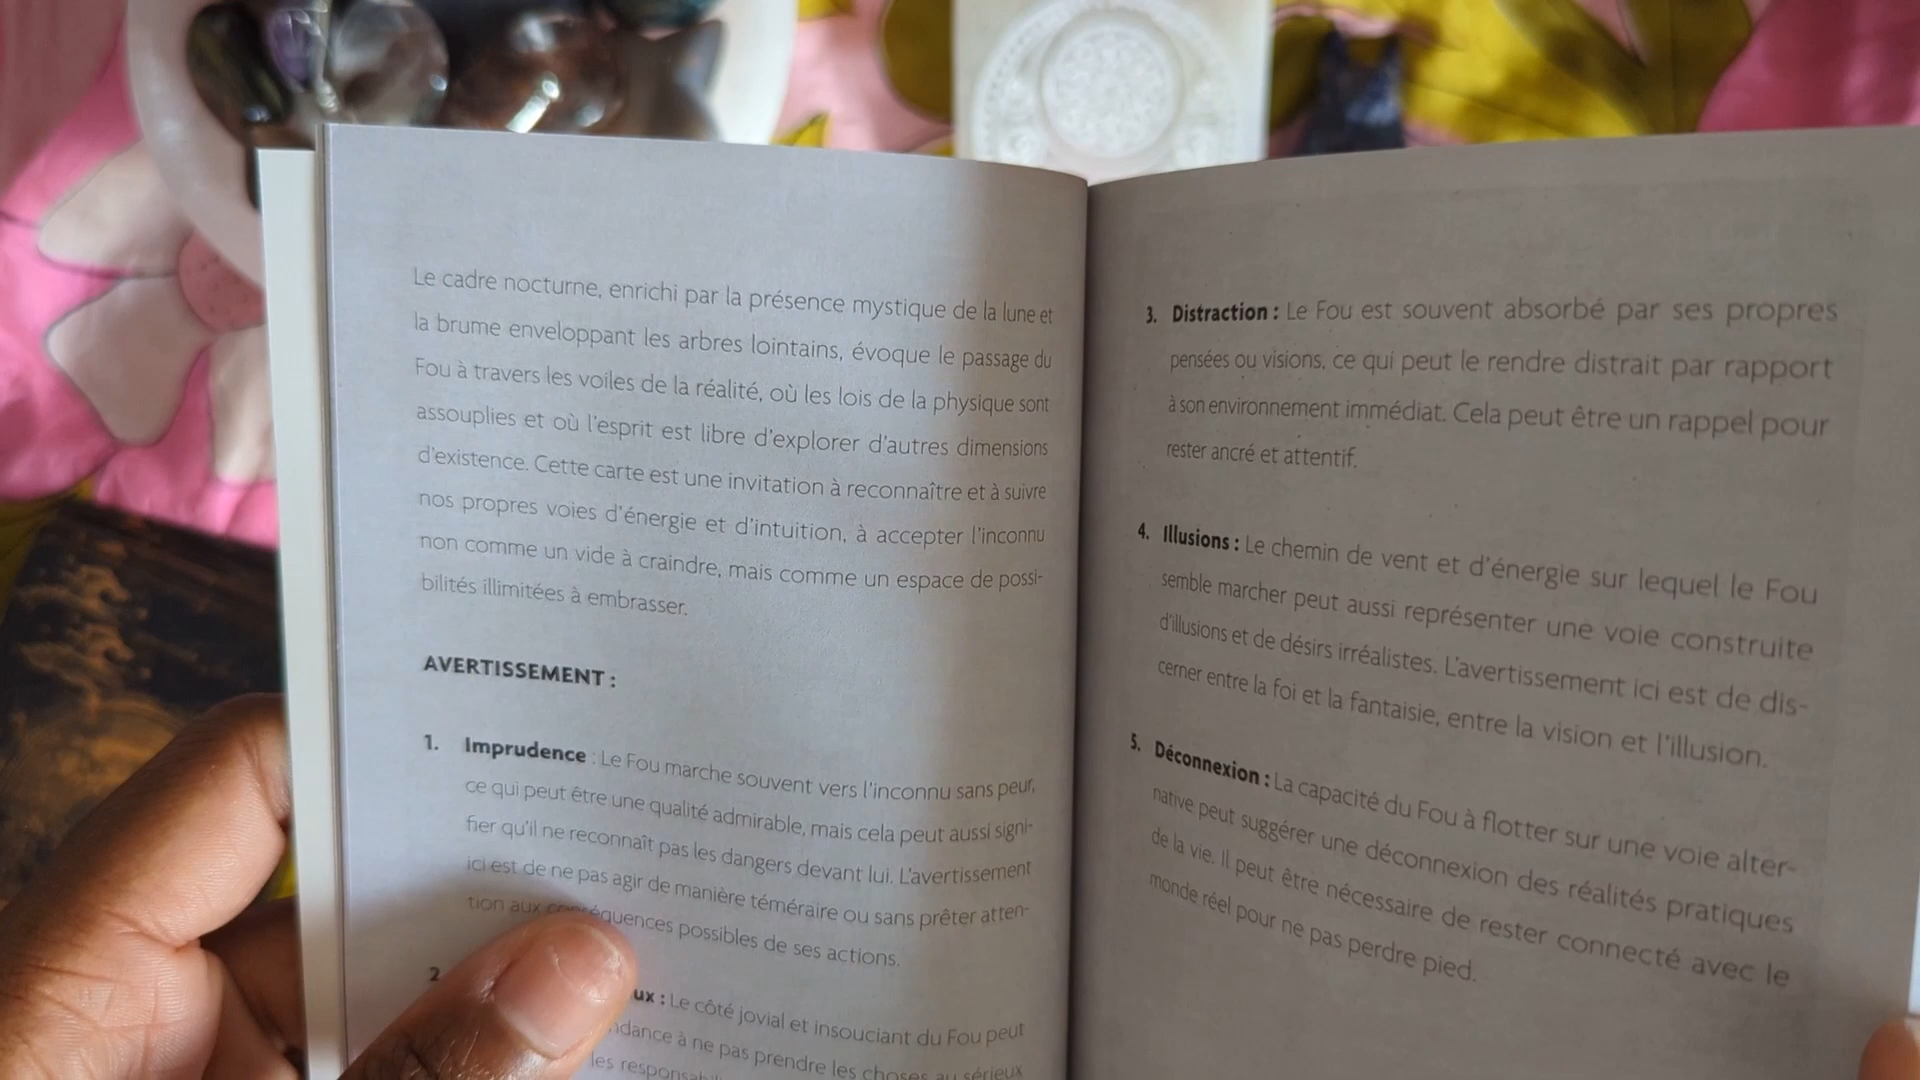 Le cadre nocturne, enrichi par la présence mystique de la lune et
la brume enveloppant les arbres lointains, évoque le passage du
Fou à travers les voiles de la réalité, où les lois de la physique sont
assouplies et où l'esprit est libre d'explorer d'autres dimensions
d'existence. Cette carte est une invitation à reconnaître et à suivre
nos propres voies d'énergie et d'intuition, à accepter l'inconnu
non comme un vide à craindre, mais comme un espace de possi-
bilités illimitées à embrasser.
AVERTISSEMENT :
1. Imprudence : Le Fou marche souvent vers l'inconnu sans peur,
ce qui peut être une qualité admirable, mais cela peut aussi signi-
fier qu'il ne reconnaît pas les dangers devant lui. L'avertissement
ici est de ne pas agir de manière téméraire ou sans prêter atten-
tion aux conséquences possibles de ses actions.
2 ux : Le côté jovial et insouciant du Fou peut
ndance à ne pas prendre les choses au sérieux
les
3. Distraction : Le Fou est souvent absorbé par ses propres
pensées ou visions, ce qui peut le rendre distrait par rapport
à son environnement immédiat. Cela peut être un rappel pour
rester ancré et attentif.
4. Illusions : Le chemin de vent et d'énergie sur lequel le Fou
semble marcher peut aussi représenter une voie construite
d'illusions et de désirs irréalistes. L'avertissement ici est de dis-
cerner entre la foi et la fantaisie, entre la vision et l'illusion.
5. Déconnexion : La capacité du Fou à flotter sur une voie alter-
native peut suggérer une déconnexion des réalités pratiques
de la vie. Il peut être nécessaire de rester connecté avec le
monde réel pour ne pas perdre pied.